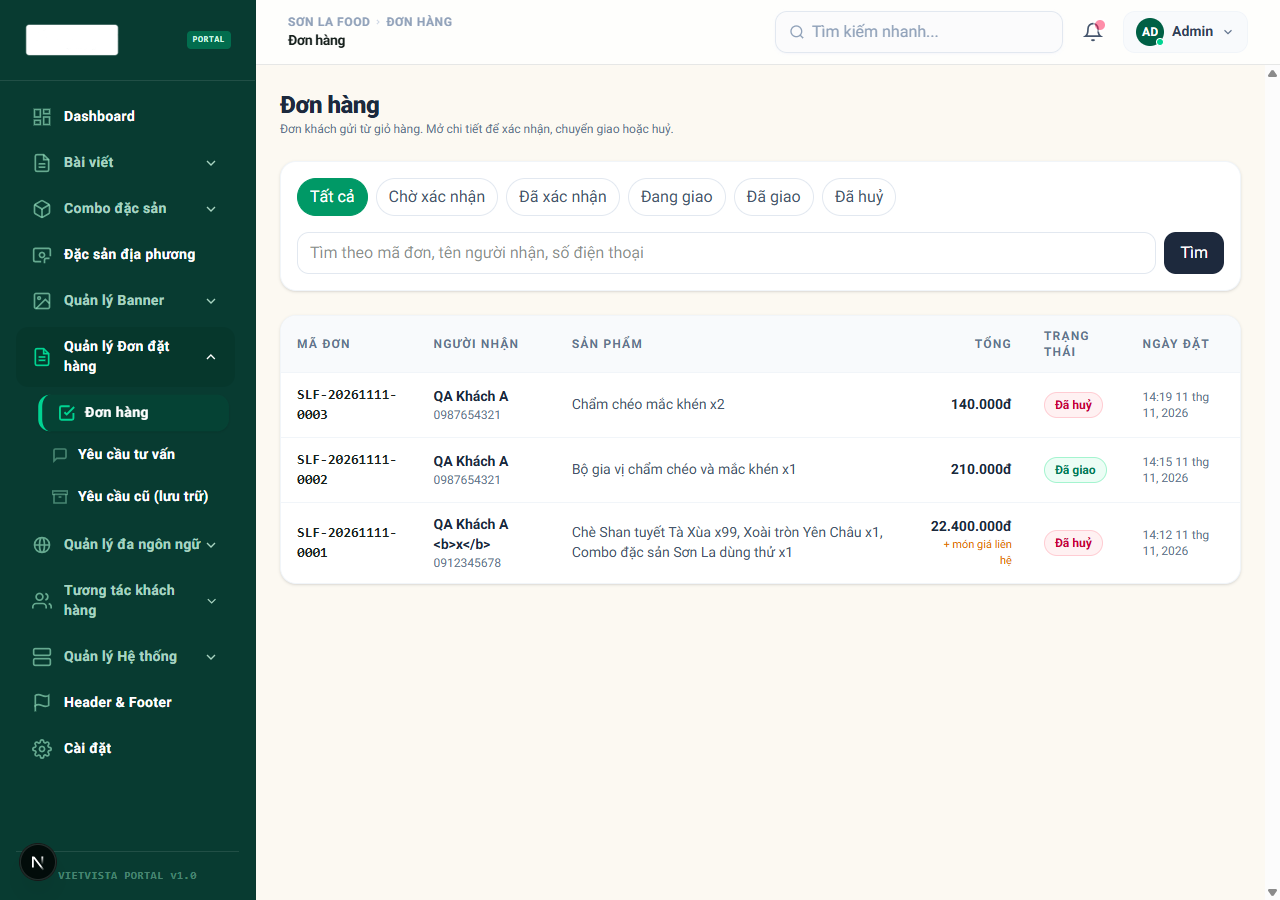 PORTAL
SƠN LA FOOD › ĐƠN HÀNG
Đơn hàng
Tìm kiếm nhanh...
AD
Admin
Dashboard
Bài viết
Combo đặc sản
Đặc sản địa phương
Quản lý Banner
Quản lý Đơn đặt
hàng
Đơn hàng
Yêu cầu tư vấn
Yêu cầu cũ (lưu trữ)
Quản lý đa ngôn ngữ
Tương tác khách
hàng
Quản lý Hệ thống
Header & Footer
Cài đặt
N
VIETVISTA PORTAL v1.0
Đơn hàng
Đơn khách gửi từ giỏ hàng. Mở chi tiết để xác nhận, chuyển giao hoặc huỷ.
Tất cả Chờ xác nhận Đã xác nhận Đang giao Đã giao Đã huỷ
Tìm theo mã đơn, tên người nhận, số điện thoại
Tìm
MÃ ĐƠN NGƯỜI NHẬN SẢN PHẨM TỔNG TRẠNG THÁI NGÀY ĐẶT
SLF-20261111-
0003
QA Khách A
0987654321
Chẩm chéo mắc khén x2
140.000đ
Đã huỷ
14:19 11 thg
11, 2026
SLF-20261111-
0002
QA Khách A
0987654321
Bộ gia vị chẩm chéo và mắc khén x1
210.000đ
Đã giao
14:15 11 thg
11, 2026
SLF-20261111-
0001
QA Khách A
&lt;b&gt;x&lt;/b&gt;
0912345678
Chè Shan tuyết Tà Xùa x99, Xoài tròn Yên Châu x1,
Combo đặc sản Sơn La dùng thử x1
22.400.000đ
+ món giá liên
hệ
Đã huỷ
14:12 11 thg
11, 2026